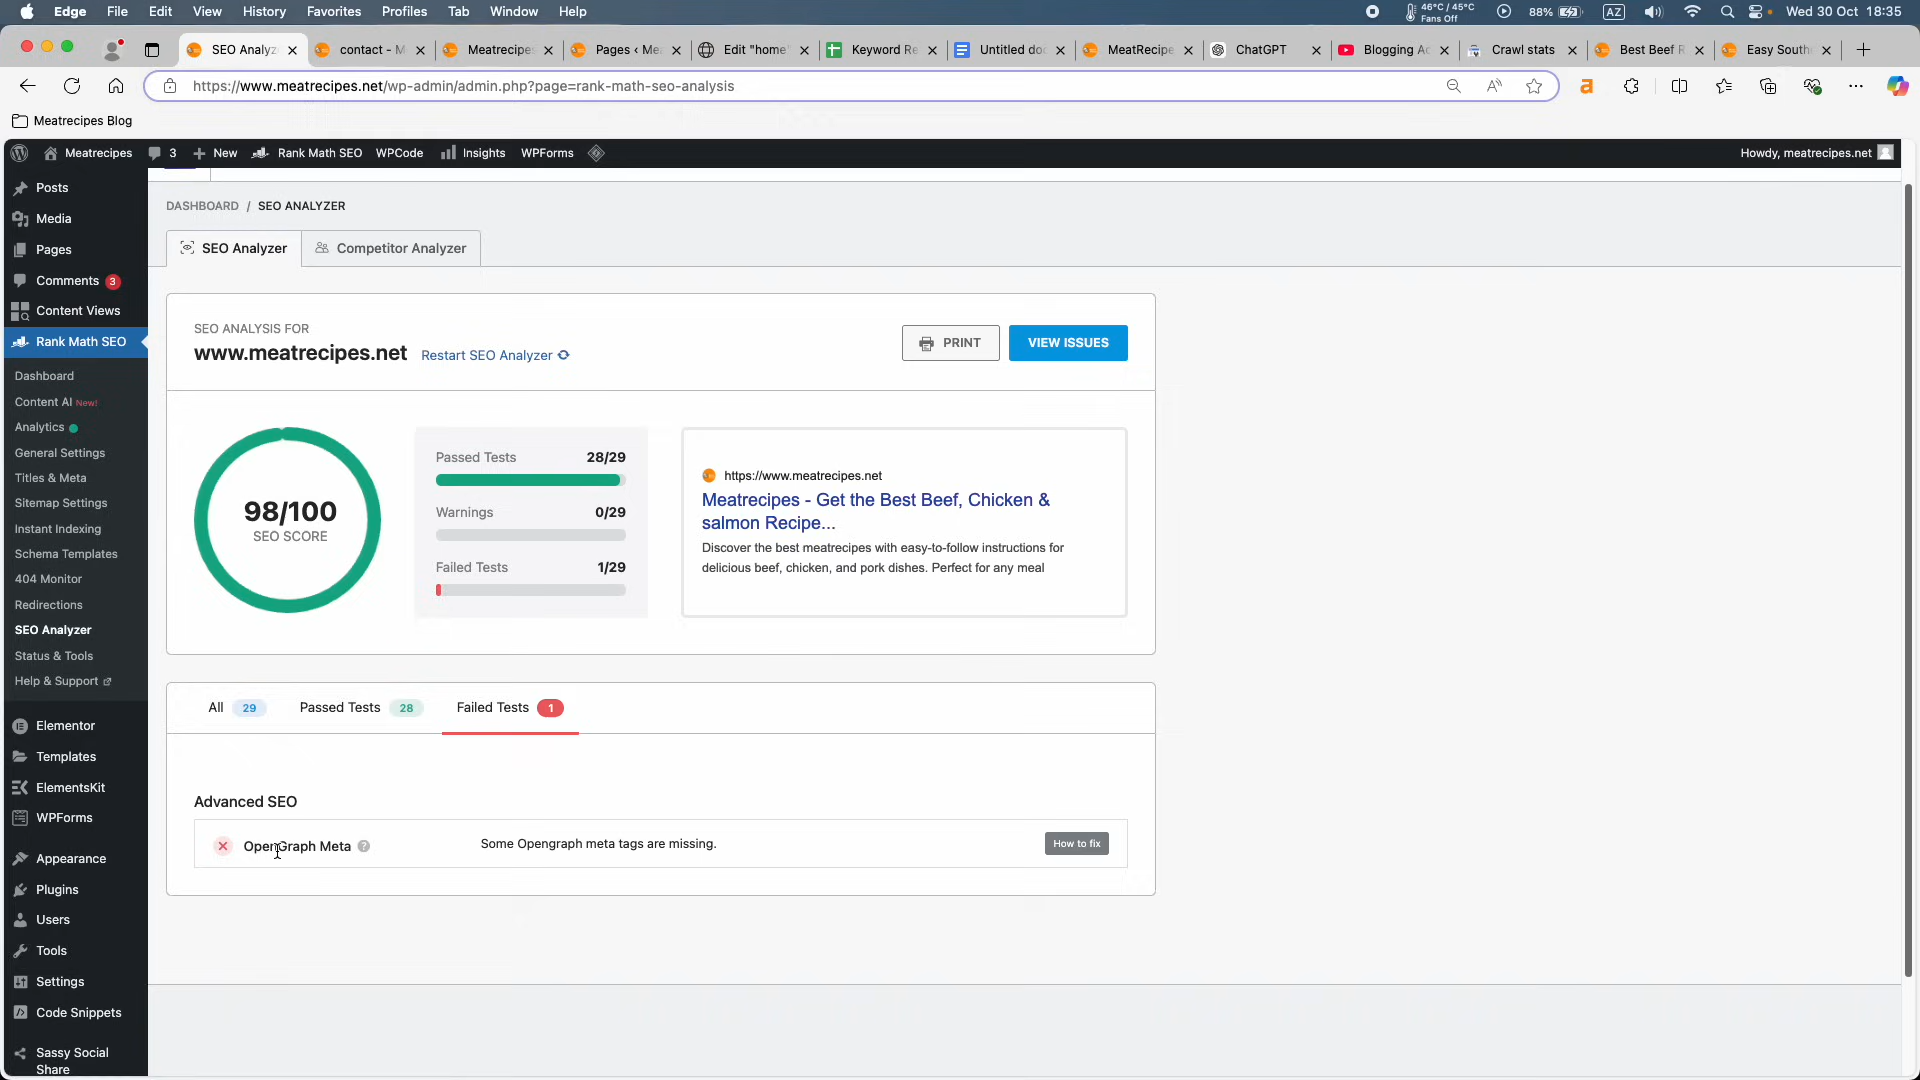 Edge File Edit View History Favorites Profiles Tab Window Help 46°C / 45°C Fans Off 88% AZ Wed 30 Oct 18:35
SEO Analyz contact - M Meatrecipes Pages ‹ Mea Edit "home" Keyword Re Untitled doc MeatRecipe ChatGPT Blogging Ac Crawl stats Best Beef R Easy South
https://www.meatrecipes.net/wp-admin/admin.php?page=rank-math-seo-analysis
Meatrecipes Blog
Meatrecipes 3 New Rank Math SEO WPCode Insights WPForms Howdy, meatrecipes.net
Posts
Media
Pages
Comments 3
Content Views
Rank Math SEO
Dashboard
Content AI New!
Analytics
General Settings
Titles & Meta
Sitemap Settings
Instant Indexing
Schema Templates
404 Monitor
Redirections
SEO Analyzer
Status & Tools
Help & Support
Elementor
Templates
ElementsKit
WPForms
Appearance
Plugins
Users
Tools
Settings
Code Snippets
Sassy Social
Share
DASHBOARD / SEO ANALYZER
SEO Analyzer Competitor Analyzer
SEO ANALYSIS FOR
www.meatrecipes.net Restart SEO Analyzer
PRINT VIEW ISSUES
98/100
SEO SCORE
Passed Tests 28/29
Warnings 0/29
Failed Tests 1/29
https://www.meatrecipes.net
Meatrecipes - Get the Best Beef, Chicken &
salmon Recipe...
Discover the best meatrecipes with easy-to-follow instructions for
delicious beef, chicken, and pork dishes. Perfect for any meal
All 29 Passed Tests 28 Failed Tests 1
Advanced SEO
OpenGraph Meta ? Some Opengraph meta tags are missing. How to fix